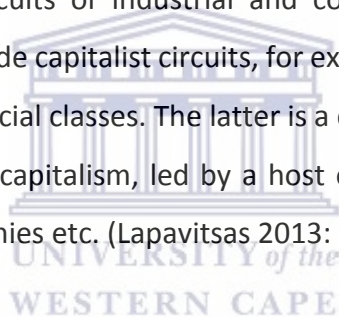 cuits of industrial and co
de capitalist circuits, for ex
cial classes. The latter is a
capitalism, led by a host
nies etc. (Lapavitsas 2013:
UNIVERSITY of the
WESTERN CAPE